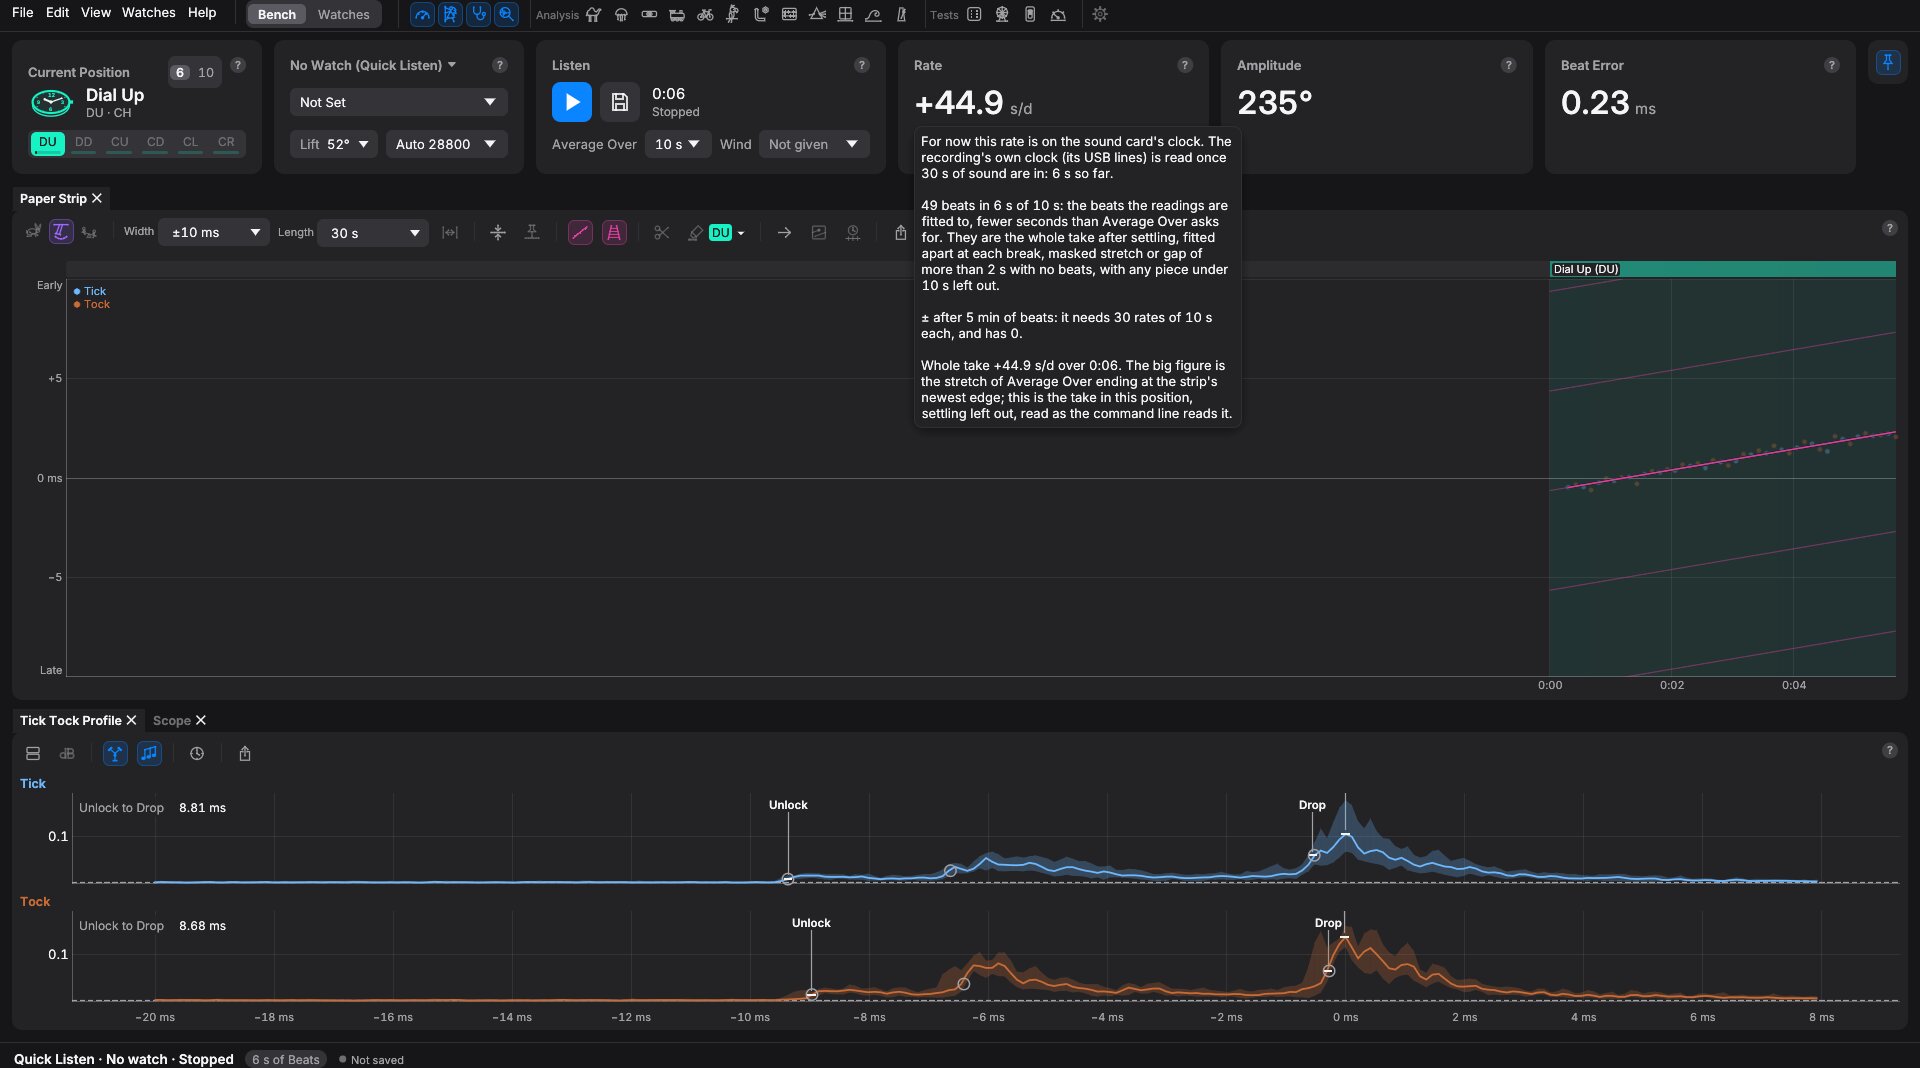 File Edit View Watches Help
Bench Watches
Analysis
Tests
Current Position
6 10
?
Dial Up
DU · CH
DU DD CU CD CL CR
No Watch (Quick Listen)
?
Not Set
Lift 52°
Auto 28800
Listen
?
0:06
Stopped
Average Over 10 s Wind Not given
Rate
?
+44.9 s/d
Amplitude
?
235°
Beat Error
?
0.23 ms
For now this rate is on the sound card's clock. The
recording's own clock (its USB lines) is read once
30 s of sound are in: 6 s so far.
49 beats in 6 s of 10 s: the beats the readings are
fitted to, fewer seconds than Average Over asks
for. They are the whole take after settling, fitted
apart at each break, masked stretch or gap of
more than 2 s with no beats, with any piece under
10 s left out.
± after 5 min of beats: it needs 30 rates of 10 s
each, and has 0.
Whole take +44.9 s/d over 0:06. The big figure is
the stretch of Average Over ending at the strip's
newest edge; this is the take in this position,
settling left out, read as the command line reads it.
Paper Strip
Width ±10 ms Length 30 s
DU
?
Dial Up (DU)
Early
Tick
Tock
+5
0 ms
−5
Late
0:00 0:02 0:04
Tick Tock Profile Scope
dB
?
Tick
Unlock to Drop 8.81 ms
Unlock
Drop
0.1
Tock
Unlock to Drop 8.68 ms
Unlock
Drop
0.1
−20 ms −18 ms −16 ms −14 ms −12 ms −10 ms −8 ms −6 ms −4 ms −2 ms 0 ms 2 ms 4 ms 6 ms 8 ms
Quick Listen · No watch · Stopped 6 s of Beats Not saved